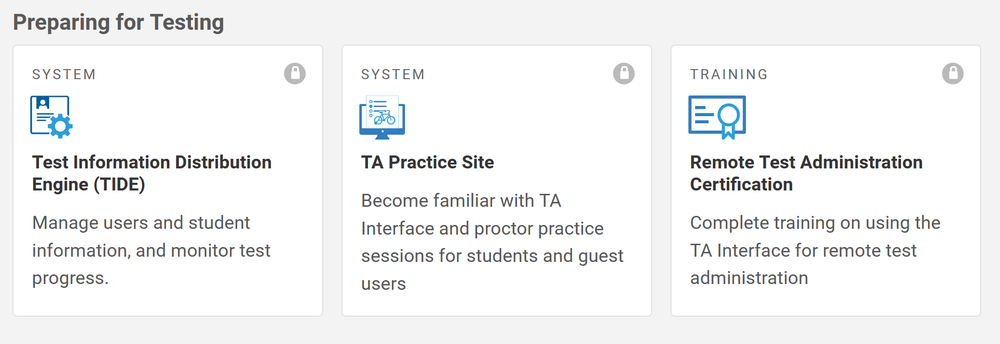 Preparing for Testing
SYSTEM
Test Information Distribution
Engine (TIDE)
Manage users and student
information, and monitor test
progress.
SYSTEM
TA Practice Site
Become familiar with TA
Interface and proctor practice
sessions for students and guest
users
TRAINING
Remote Test Administration
Certification
Complete training on using the
TA Interface for remote test
administration